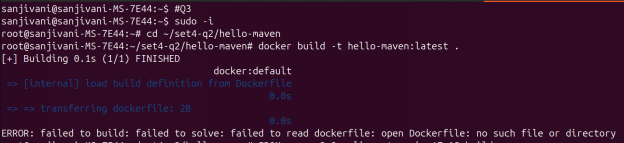 sanjivani@sanjivani-MS-7E44:~$ #Q3
sanjivani@sanjivani-MS-7E44:~$ sudo -i
root@sanjivani-MS-7E44:~# cd ~/set4-q2/hello-maven
root@sanjivani-MS-7E44:~/set4-q2/hello-maven# docker build -t hello-maven:latest .
[+] Building 0.1s (1/1) FINISHED
docker:default
=> [internal] load build definition from Dockerfile
0.0s
=> => transferring dockerfile: 2B
0.0s
ERROR: failed to build: failed to solve: failed to read dockerfile: open Dockerfile: no such file or directory